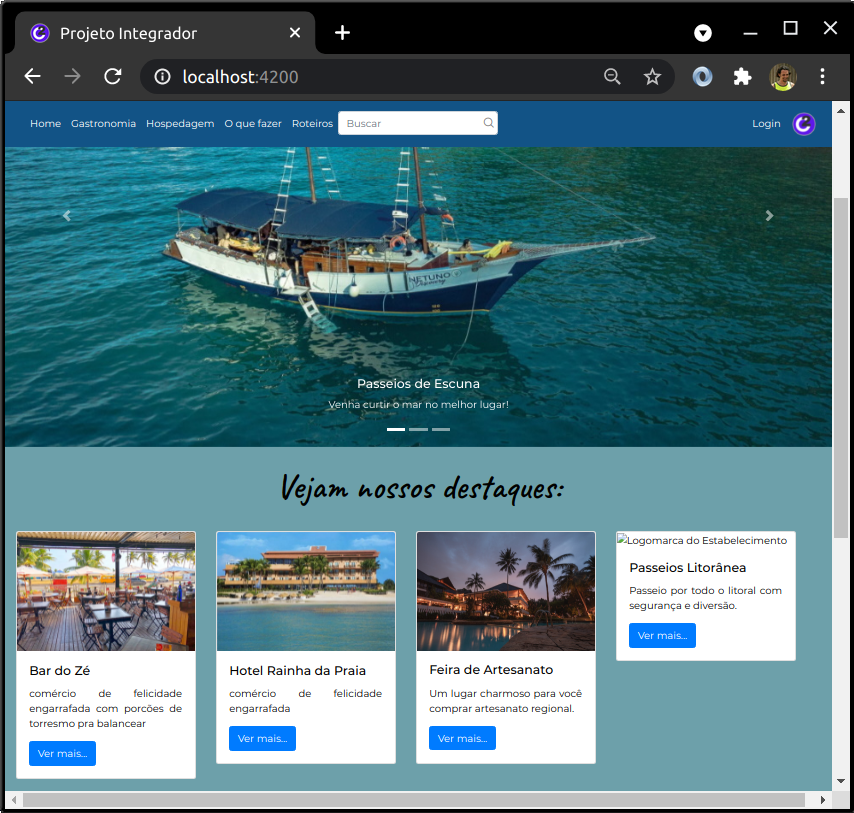 Projeto Integrador
localhost:4200
Home Gastronomia Hospedagem O que fazer Roteiros Buscar Login
NETUNO
Passeios de Escuna
Venha curtir o mar no melhor lugar!
Vejam nossos destaques:
Bar do Zé
comércio de felicidade
engarrafada com porcões de
torresmo pra balancear
Ver mais...
Hotel Rainha da Praia
comércio de felicidade
engarrafada
Ver mais...
Feira de Artesanato
Um lugar charmoso para você
comprar artesanato regional.
Ver mais...
Logomarca do Estabelecimento
Passeios Litorânea
Passeio por todo o litoral com
segurança e diversão.
Ver mais...